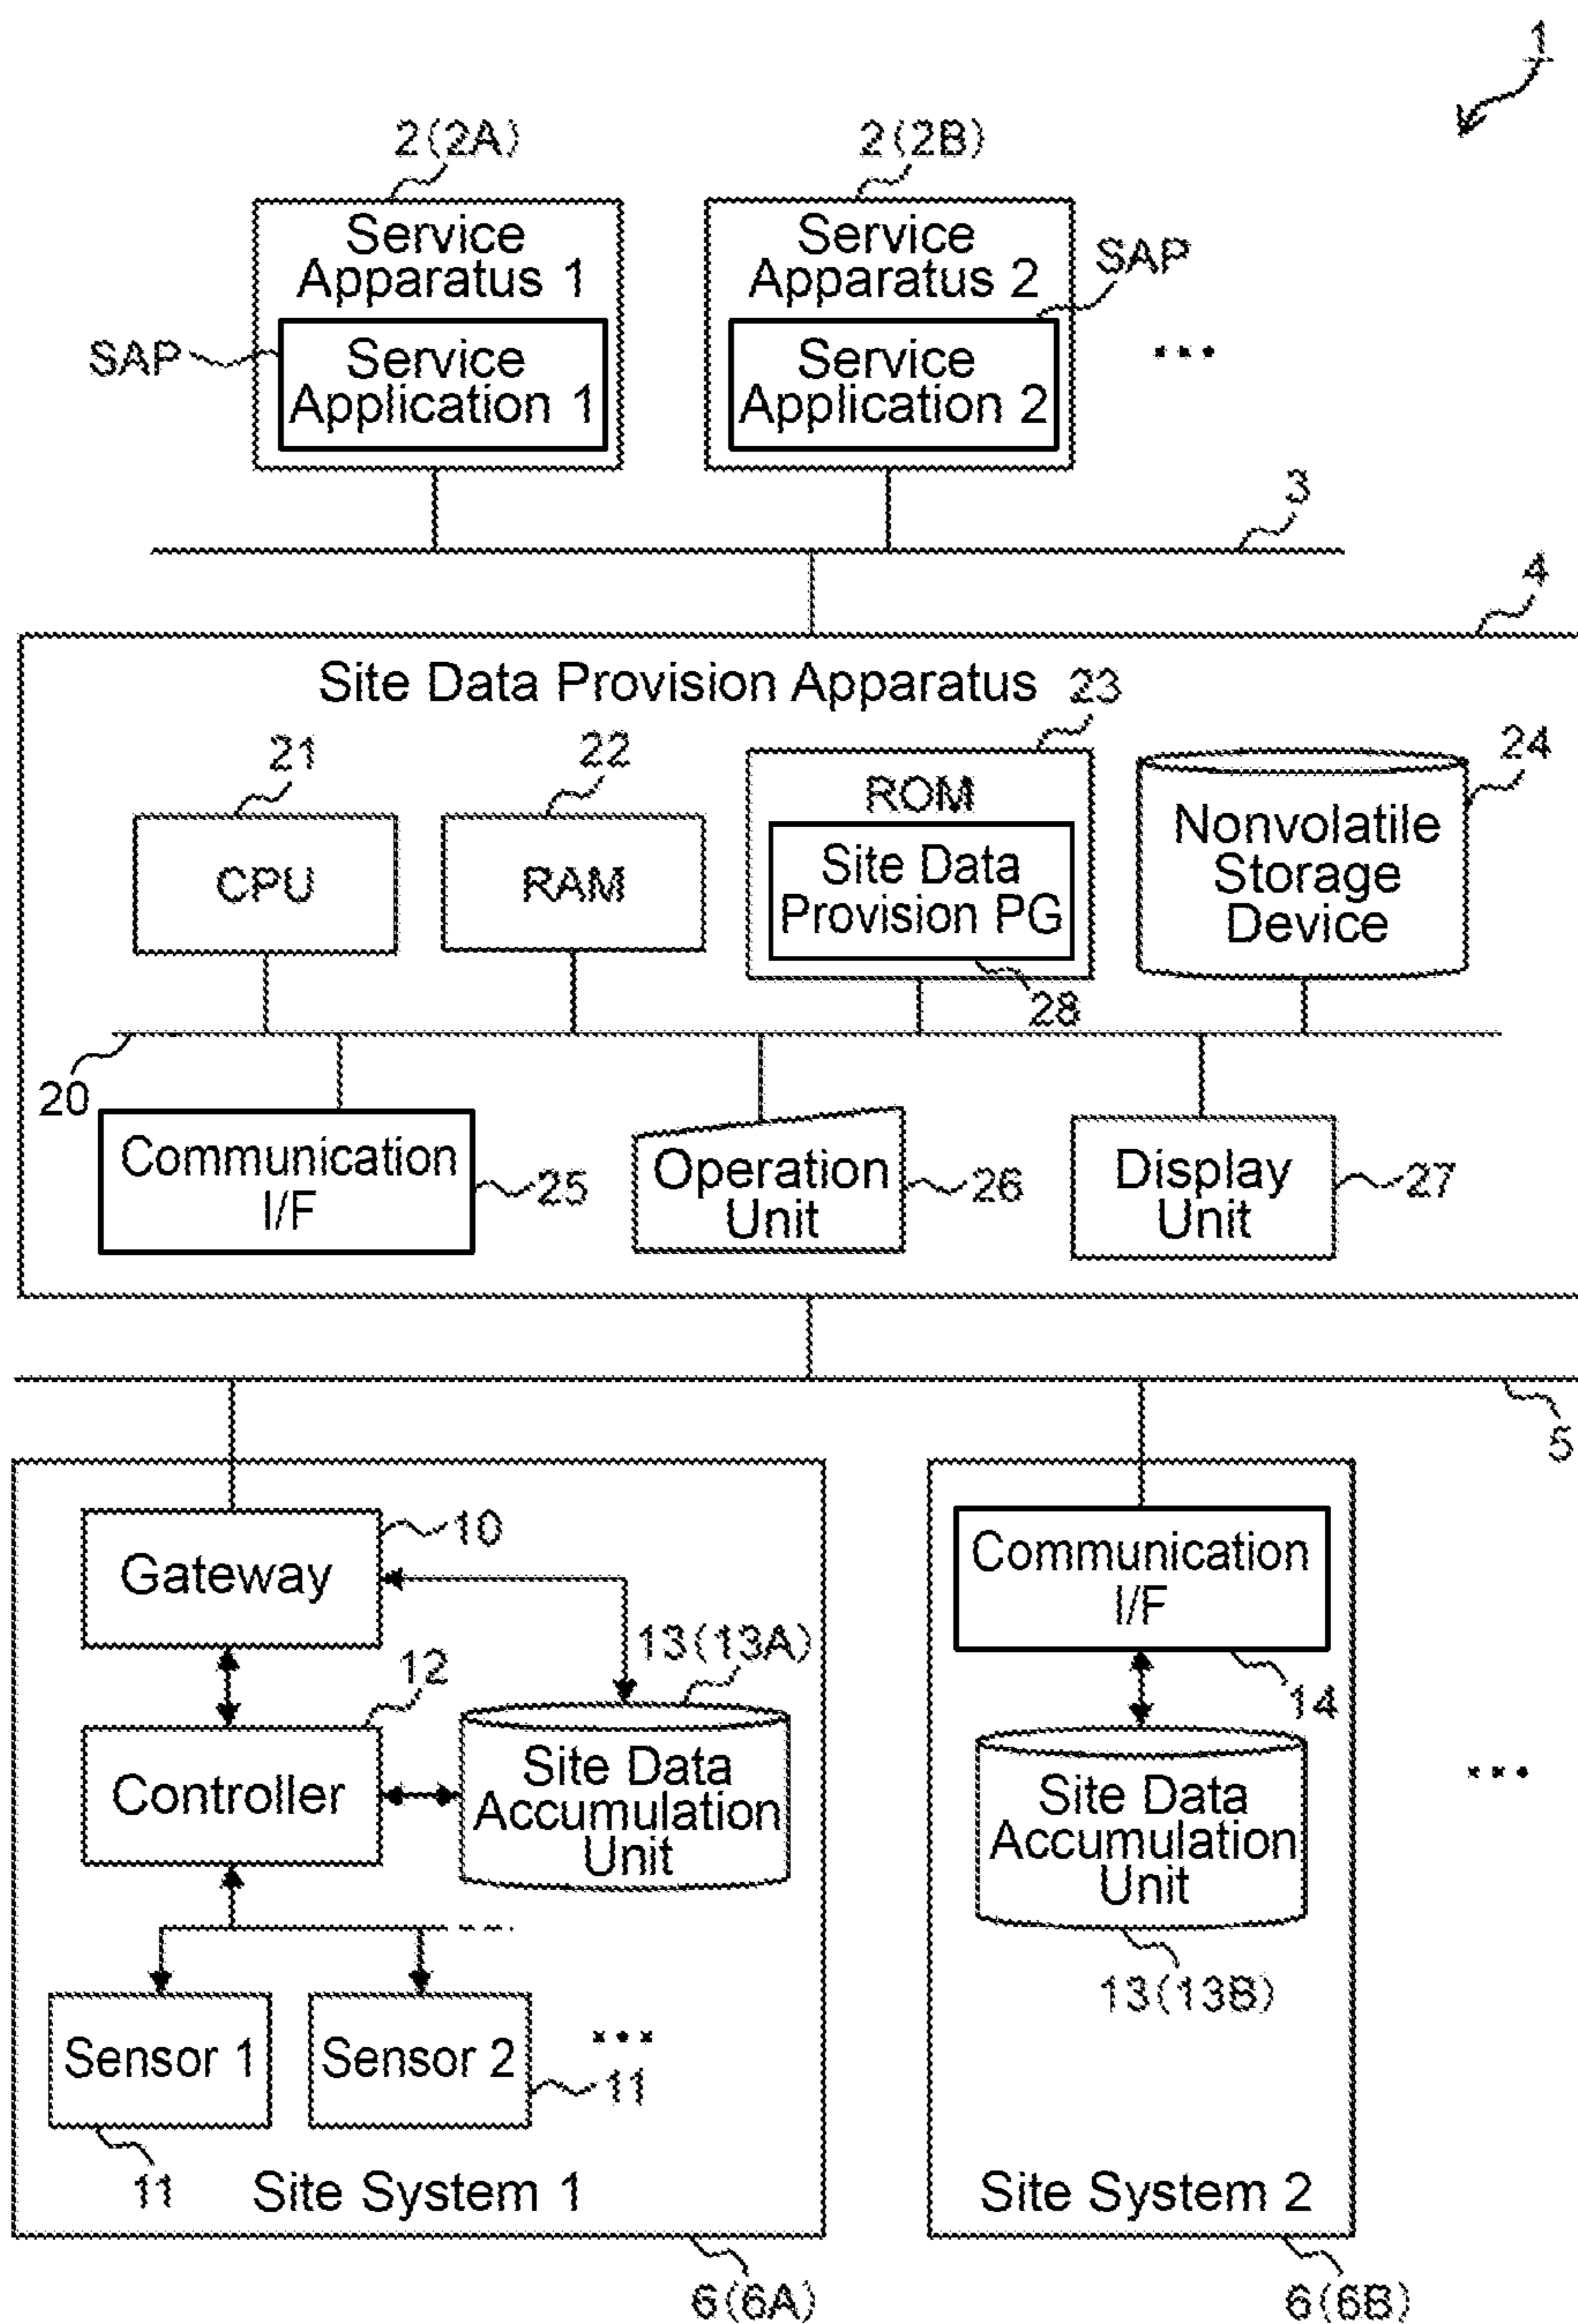 1
2(2A)
2(2B)
Service
Apparatus 1
Service
Apparatus 2
SAP
SAP
Service
Application 1
Service
Application 2
...
3
4
Site Data Provision Apparatus
23
21
22
24
CPU
RAM
ROM
Site Data
Provision PG
28
Nonvolatile
Storage
Device
20
Communication
I/F
25
Operation
Unit
26
Display
Unit
27
5
Gateway
10
13(13A)
12
Controller
Site Data
Accumulation
Unit
Sensor 1
Sensor 2
...
11
11
Site System 1
6(6A)
Communication
I/F
14
Site Data
Accumulation
Unit
13(13B)
...
Site System 2
6(6B)